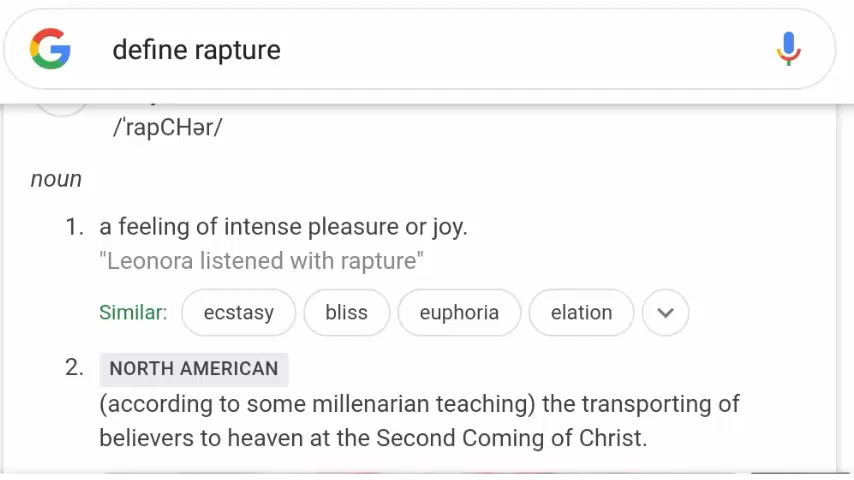 define rapture
/ˈrapCHər/
noun
1. a feeling of intense pleasure or joy.
"Leonora listened with rapture"
Similar: ecstasy bliss euphoria elation
2. NORTH AMERICAN
(according to some millenarian teaching) the transporting of
believers to heaven at the Second Coming of Christ.